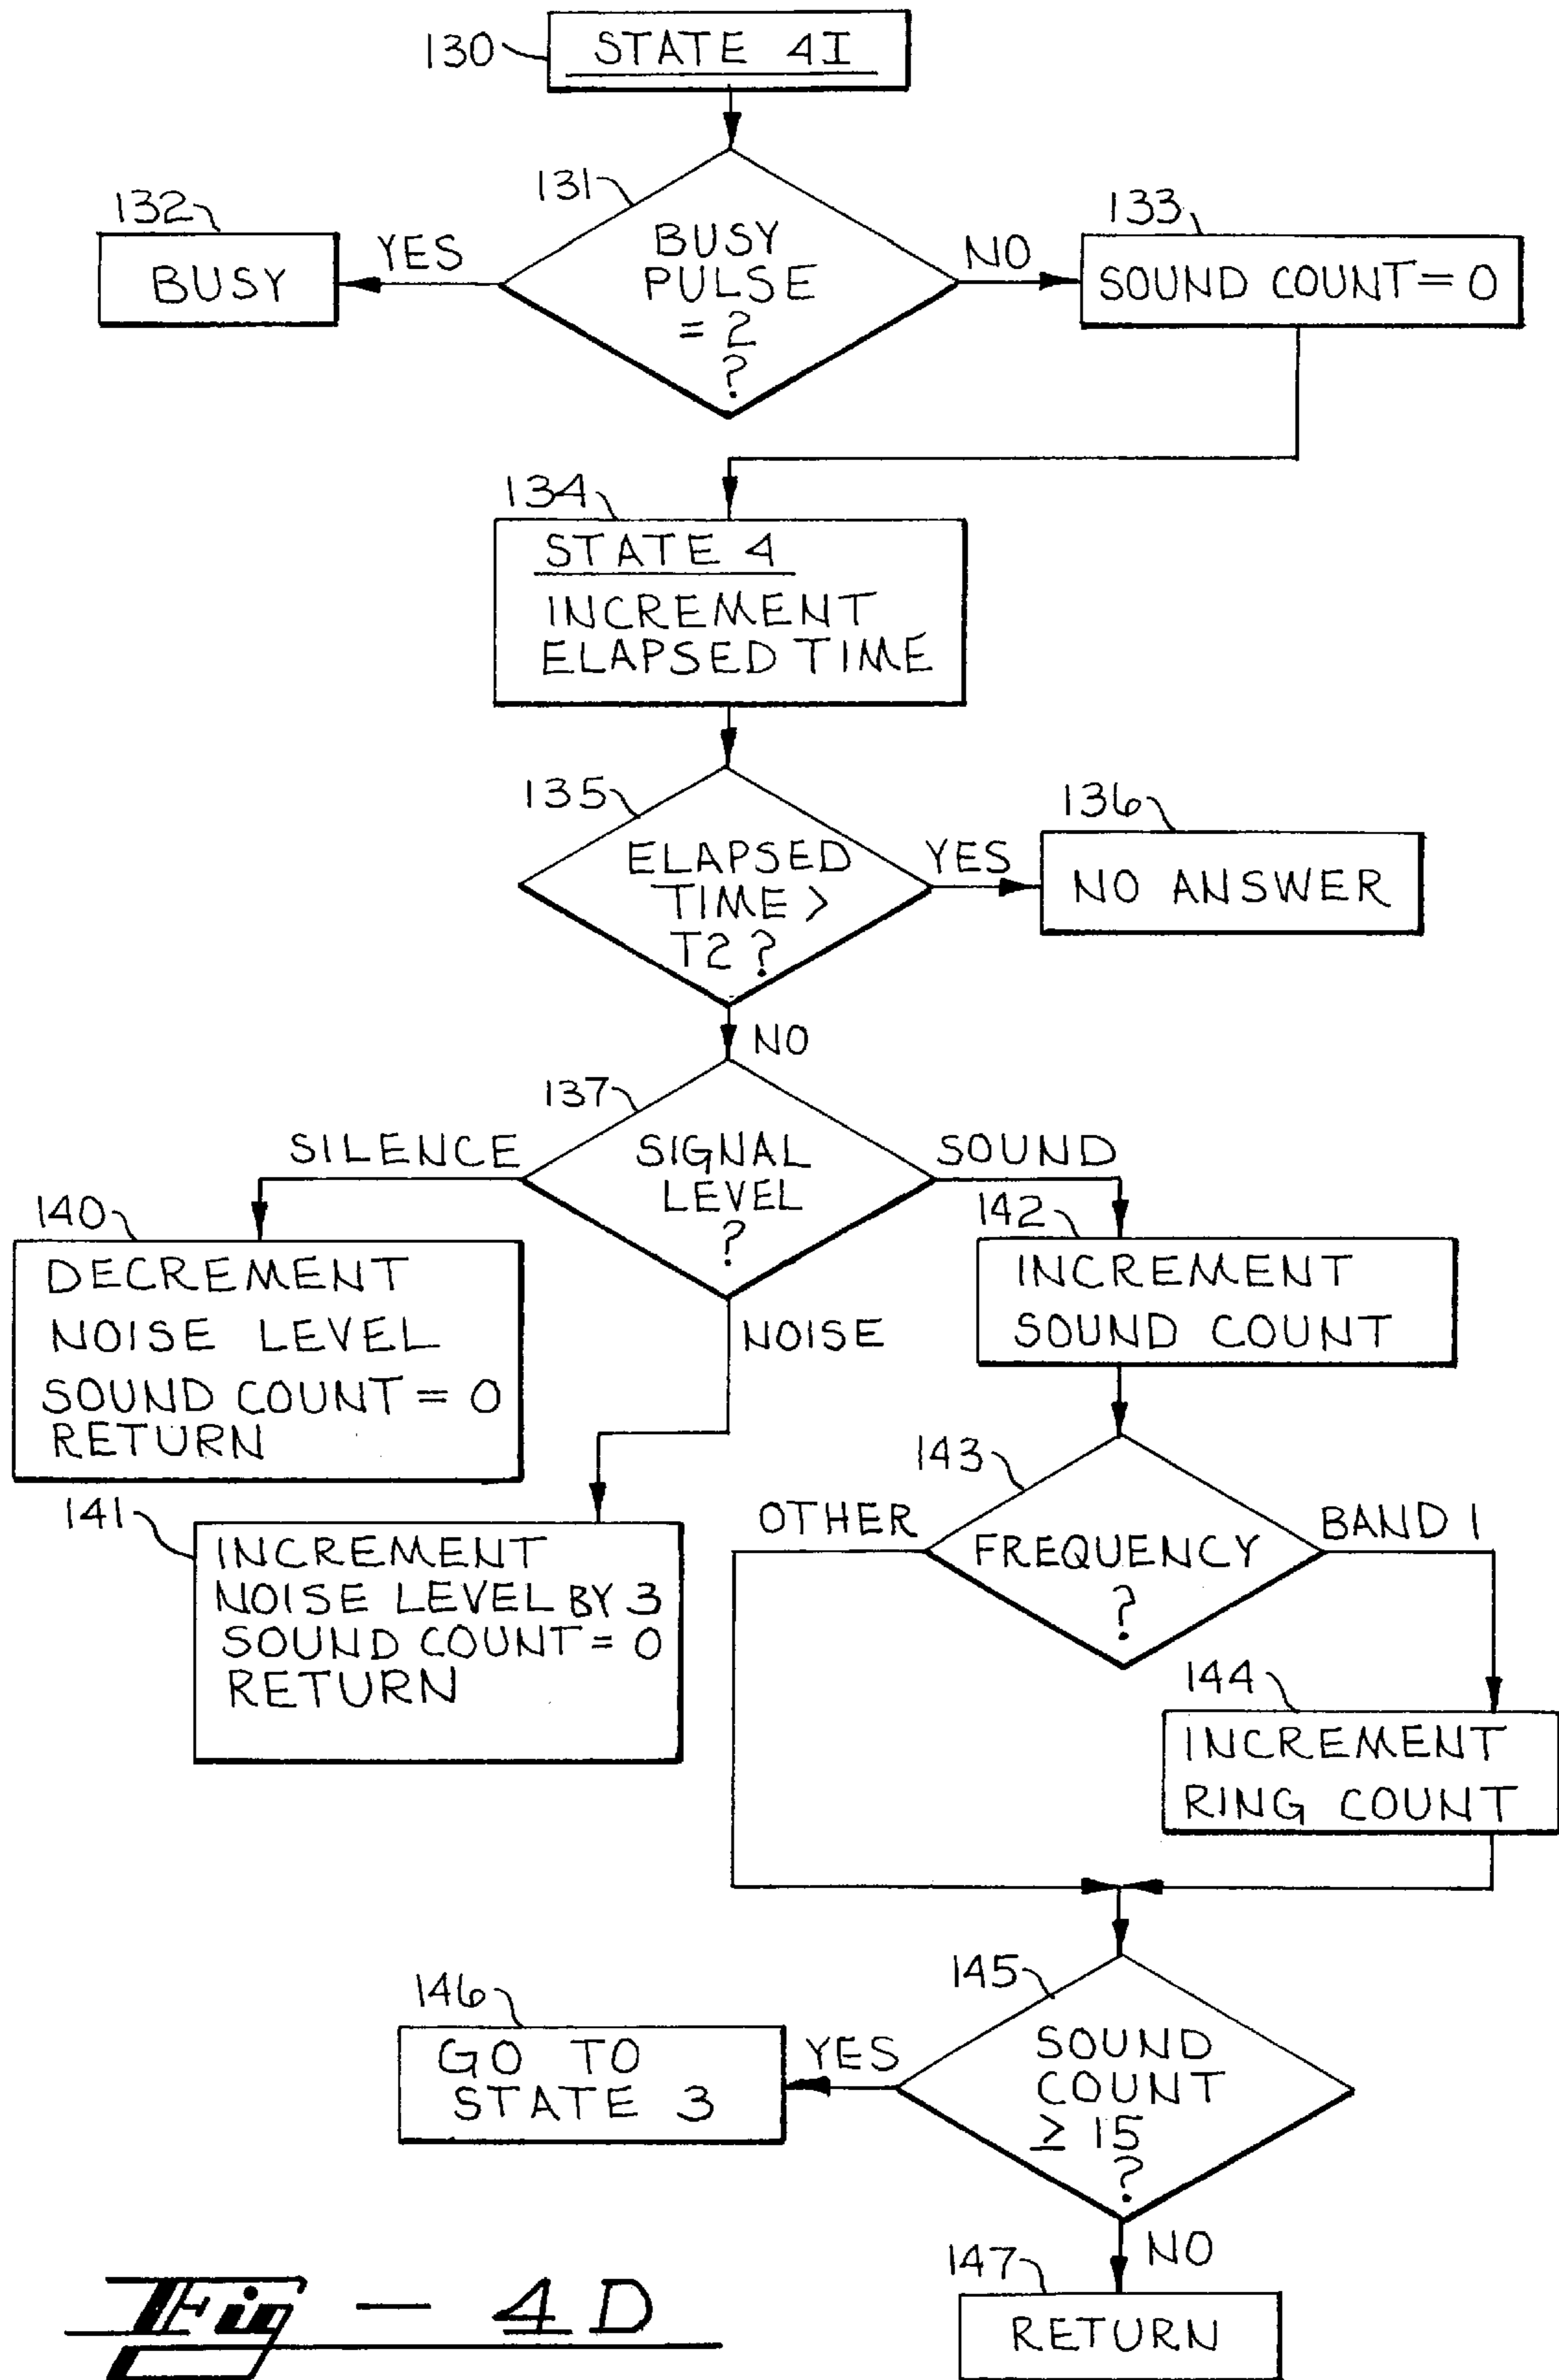 130
STATE 4I
131
BUSY
PULSE
= 2
?
YES
132
BUSY
NO
133
SOUND COUNT = 0
134
STATE 4
INCREMENT
ELAPSED TIME
135
ELAPSED
TIME >
T2 ?
YES
136
NO ANSWER
NO
137
SIGNAL
LEVEL
?
SILENCE
SOUND
NOISE
140
DECREMENT
NOISE LEVEL
SOUND COUNT = 0
RETURN
141
INCREMENT
NOISE LEVEL BY 3
SOUND COUNT = 0
RETURN
142
INCREMENT
SOUND COUNT
143
FREQUENCY
?
OTHER
BAND 1
144
INCREMENT
RING COUNT
145
SOUND
COUNT
≥ 15
?
YES
146
GO TO
STATE 3
NO
147
RETURN
Fig - 4D